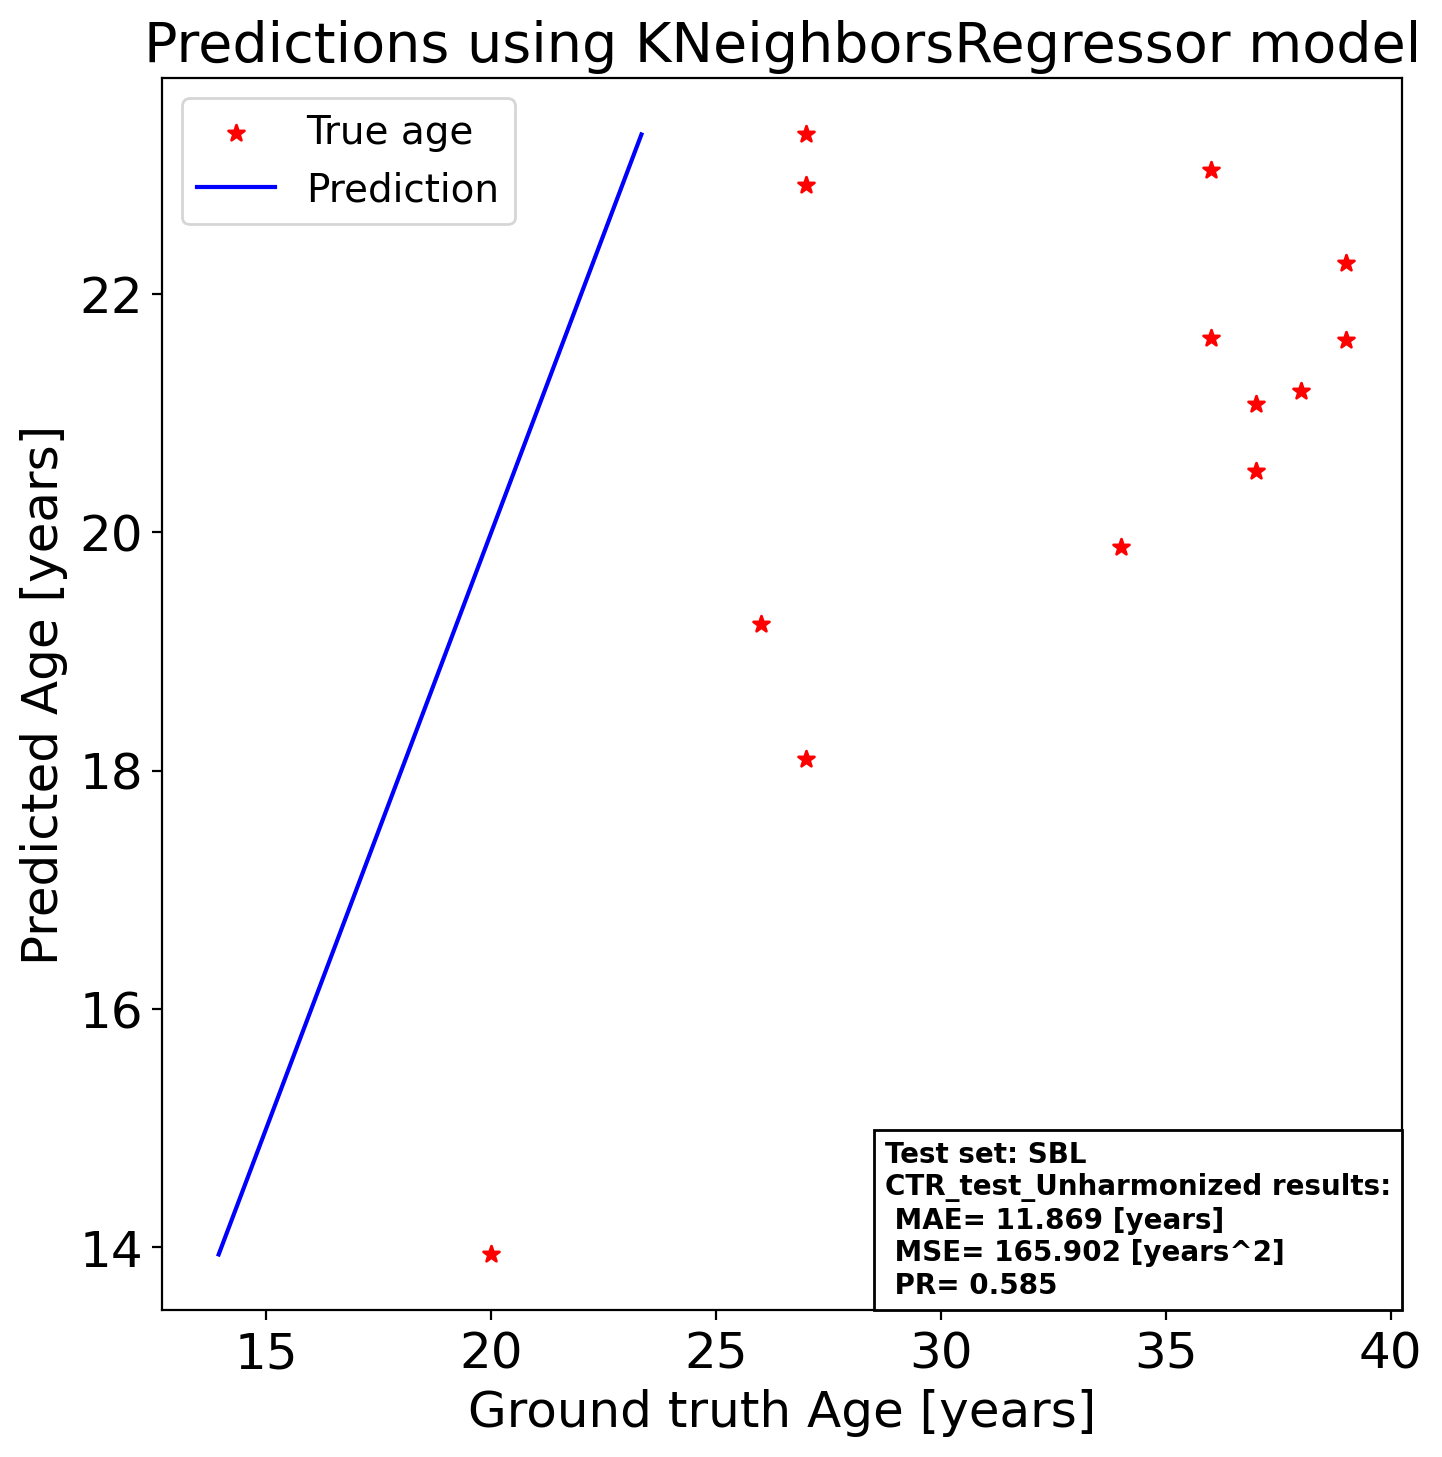 Predictions using KNeighborsRegressor model
True age
Prediction
22
20
18
16
14
Predicted Age [years]
Test set: SBL
CTR_test_Unharmonized results:
MAE= 11.869 [years]
MSE= 165.902 [years^2]
PR= 0.585
15 20 25 30 35 40
Ground truth Age [years]